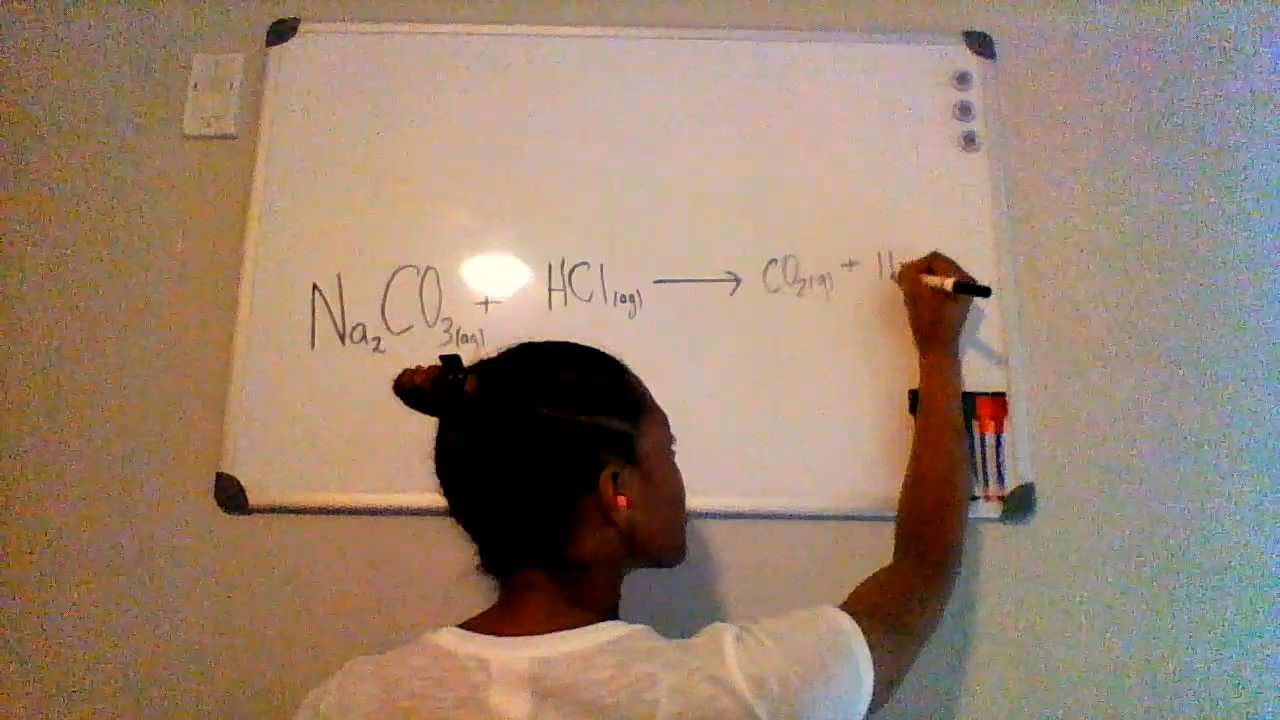 Na₂CO₃(aq) + HCl(aq) ⟶ CO₂(g) + H